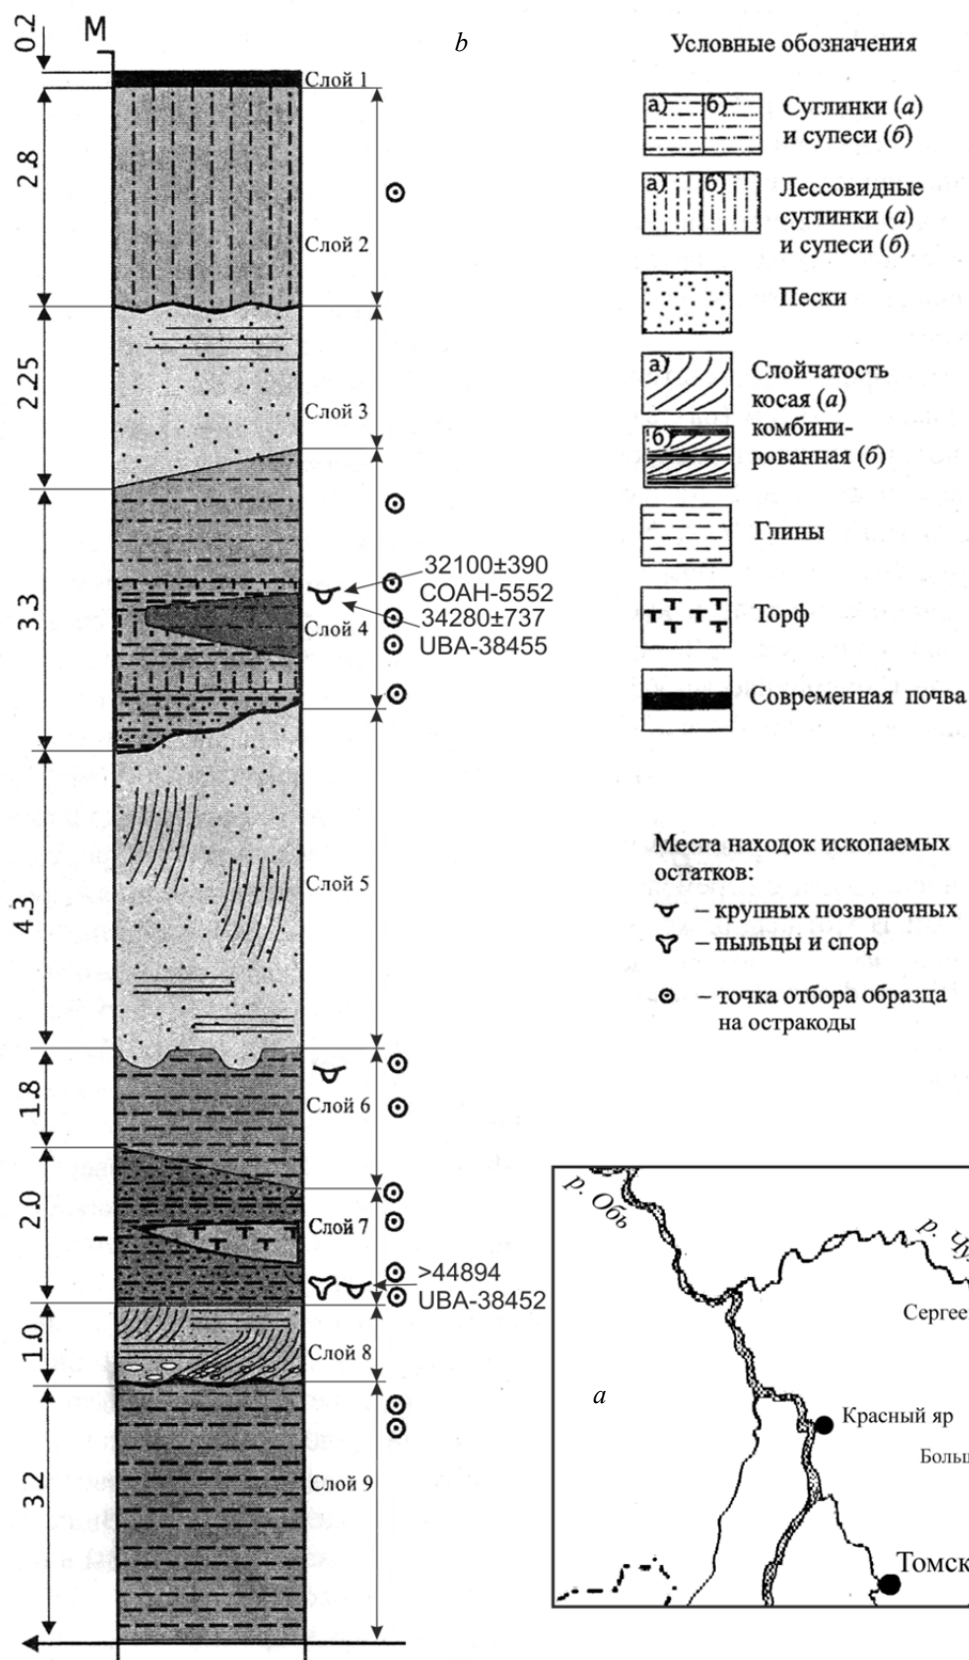 0.2
М
b
Слой 1
2.8
Слой 2
2.25
Слой 3
3.3
32100±390
СОАН-5552
34280±737
UBA-38455
Слой 4
4.3
Слой 5
1.8
Слой 6
2.0
Слой 7
>44894
UBA-38452
1.0
Слой 8
3.2
Слой 9
Условные обозначения
а) б)
Суглинки (а)
и супеси (б)
а) б)
Лессовидные
суглинки (а)
и супеси (б)
Пески
а)
Слойчатость
косая (а)
б)
комбини-
рованная (б)
Глины
Торф
Современная почва
Места находок ископаемых
остатков:
– крупных позвоночных
– пыльцы и спор
– точка отбора образца
на остракоды
р. Обь
р. Чу
Сергее
a
Красный яр
Больш
Томск